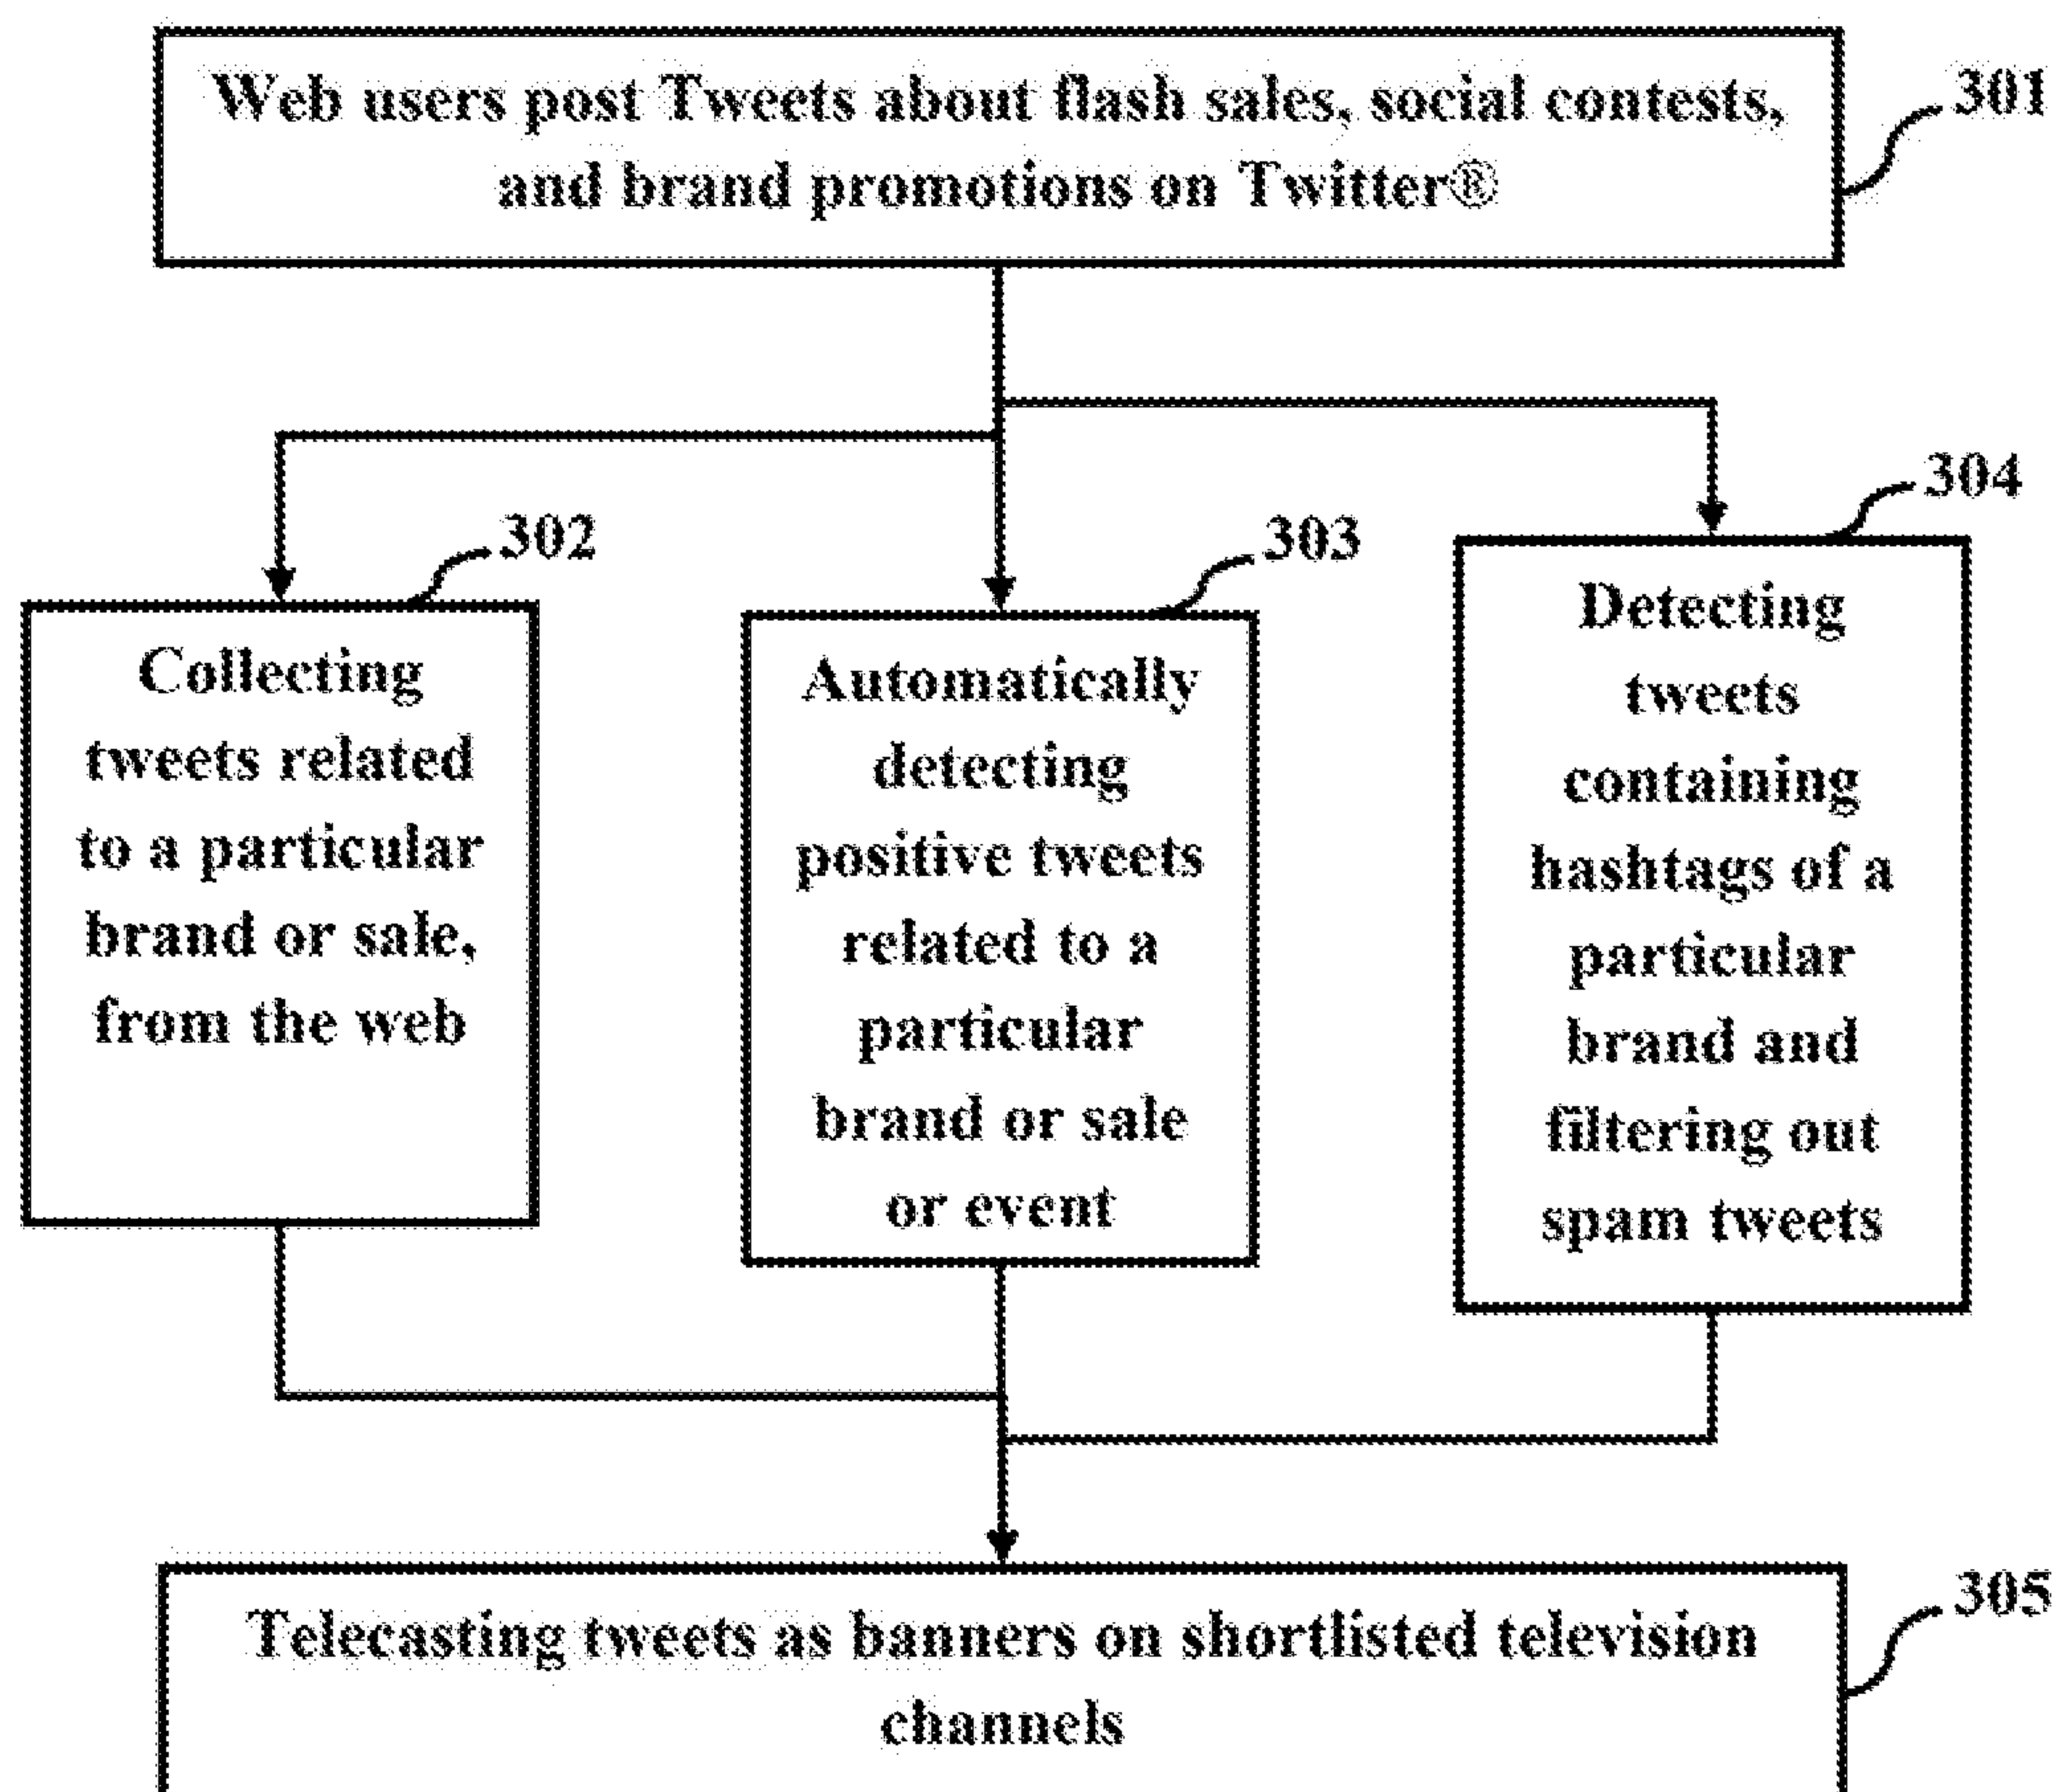 Web users post Tweets about flash sales, social contests,
and brand promotions on Twitter®
301
302
Collecting
tweets related
to a particular
brand or sale,
from the web
303
Automatically
detecting
positive tweets
related to a
particular
brand or sale
or event
304
Detecting
tweets
containing
hashtags of a
particular
brand and
filtering out
spam tweets
Telecasting tweets as banners on shortlisted television
channels
305